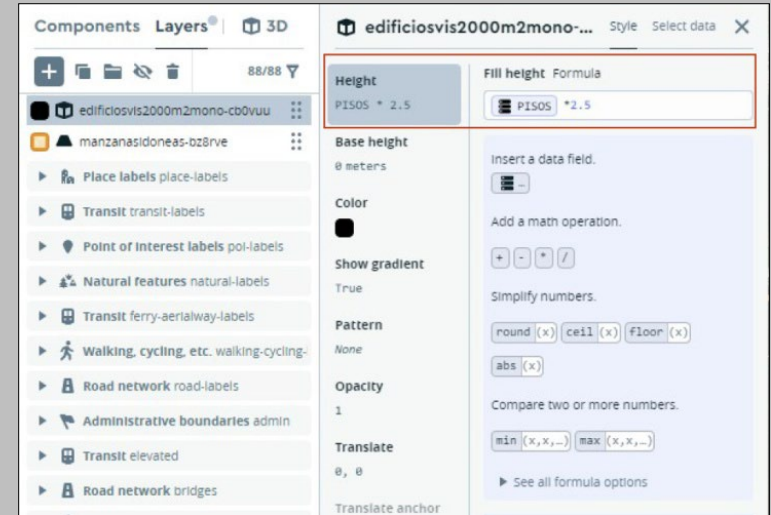 Components Layers 3D
88/88
edificiosvis2000m2mono-cb0vuu
manzanasidoneas-bz8rve
Place labels place-labels
Transit transit-labels
Point of interest labels poi-labels
Natural features natural-labels
Transit ferry-aerialway-labels
Walking, cycling, etc. walking-cycling-
Road network road-labels
Administrative boundaries admin
Transit elevated
Road network bridges
edificiosvis2000m2mono-... Style Select data
Height
PISOS * 2.5
Base height
0 meters
Color
Show gradient
True
Pattern
None
Opacity
1
Translate
0, 0
Translate anchor
Fill height Formula
PISOS *2.5
Insert a data field.
Add a math operation.
+ - * /
Simplify numbers.
round (x) ceil (x) floor (x)
abs (x)
Compare two or more numbers.
min (x,x,…) max (x,x,…)
See all formula options